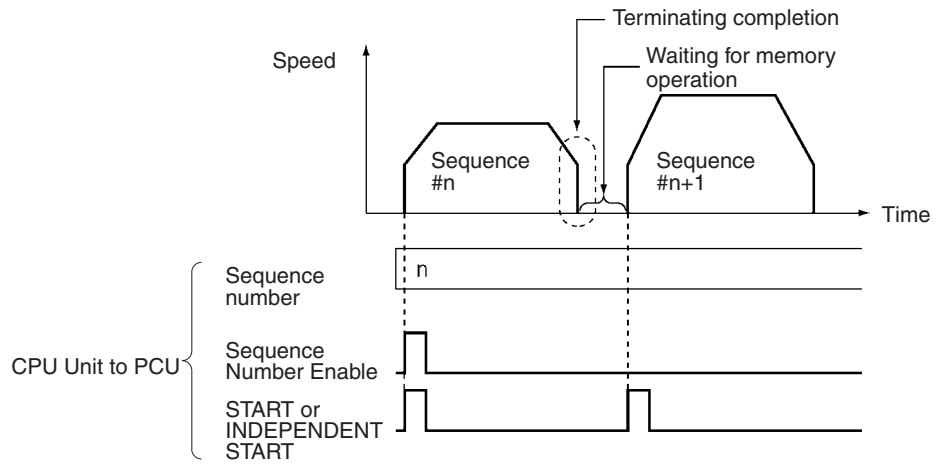 Terminating completion
Speed
Waiting for memory
operation
Sequence
#n
Sequence
#n+1
Time
Sequence
number
n
CPU Unit to PCU
Sequence
Number Enable
START or
INDEPENDENT
START